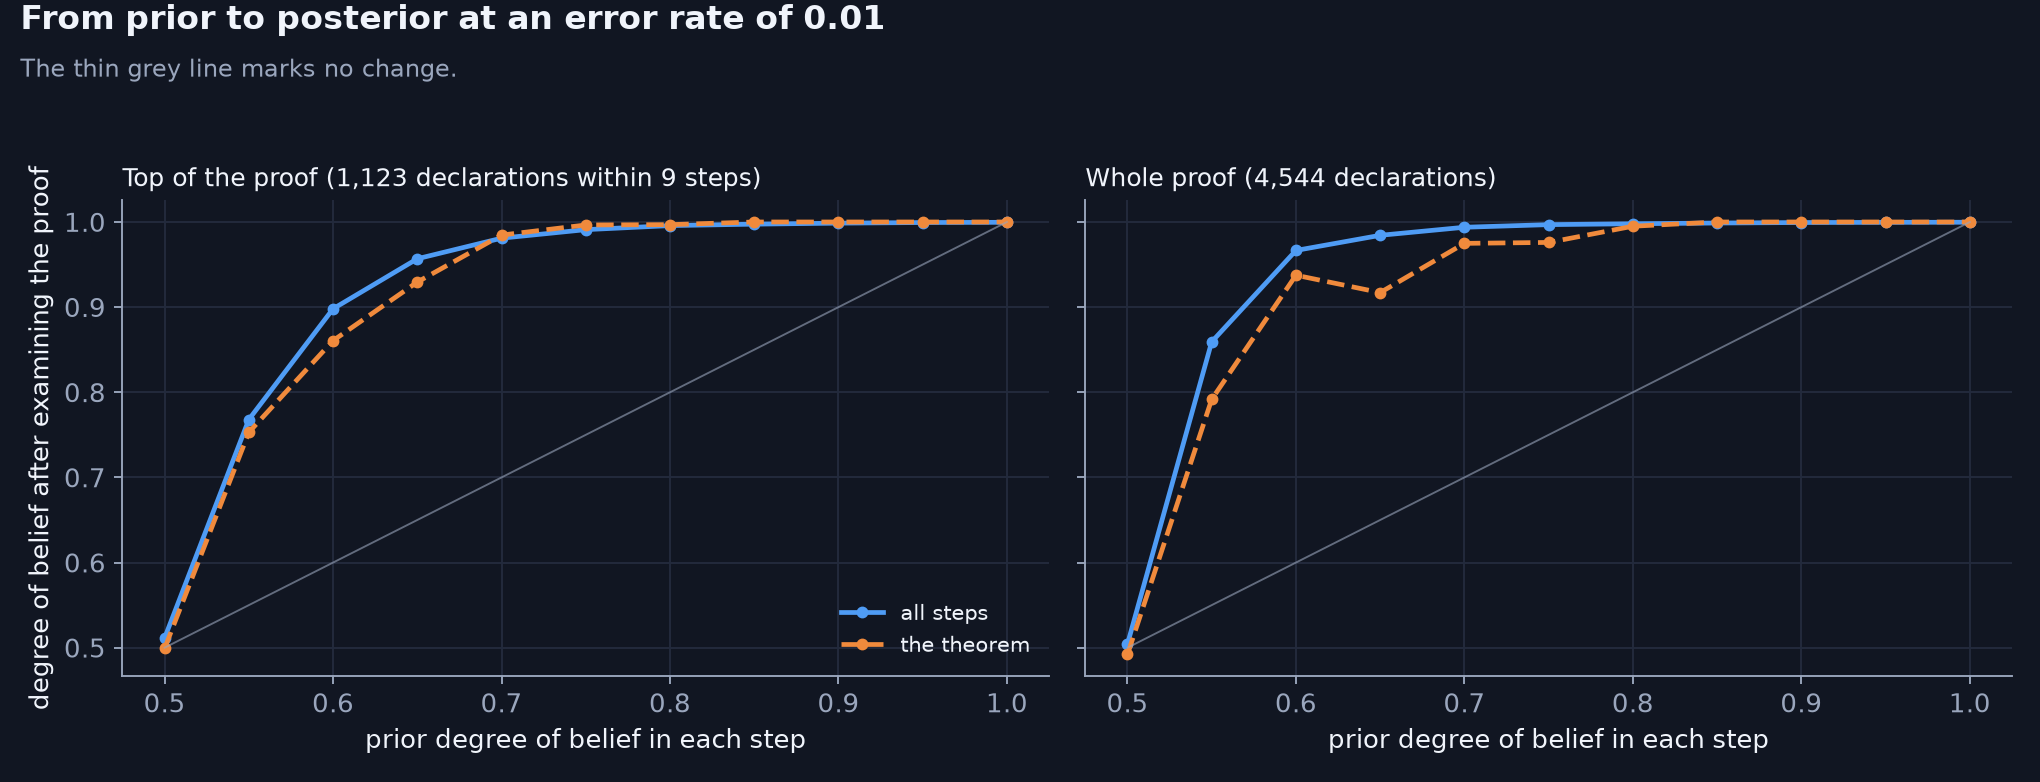 From prior to posterior at an error rate of 0.01
The thin grey line marks no change.
degree of belief after examining the proof
Top of the proof (1,123 declarations within 9 steps)
1.0
0.9
0.8
0.7
0.6
0.5
all steps
the theorem
0.5 0.6 0.7 0.8 0.9 1.0
prior degree of belief in each step
Whole proof (4,544 declarations)
0.5 0.6 0.7 0.8 0.9 1.0
prior degree of belief in each step